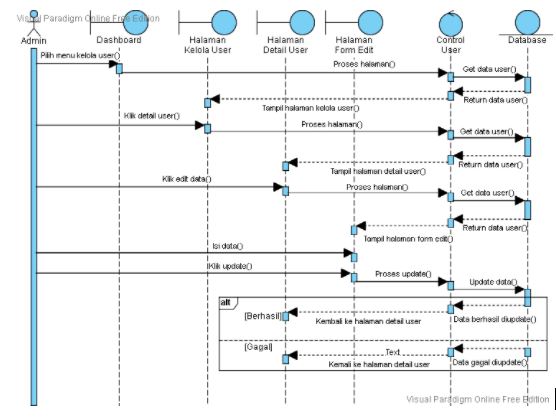 Visual Paradigm Online Free Edition
Admin
Dashboard
Halaman
Kelola User
Halaman
Detail User
Halaman
Form Edit
Control
User
Database
Pilih menu kelola user()
Proses halaman()
Get data user()
Return data user()
Tampil halaman kelola user()
Klik detail user()
Proses halaman()
Get data user()
Return data user()
Tampil halaman detail user()
Klik edit data()
Proses halaman()
Get data user()
Return data user()
Tampil halaman form edit()
Isi data()
Klik update()
Proses update()
Update data()
alt
[Berhasil]
Data berhasil diupdate()
Kembali ke halaman detail user
[Gagal]
Text
Data gagal diupdate()
Kemali ke halaman detail user
Visual Paradigm Online Free Edition